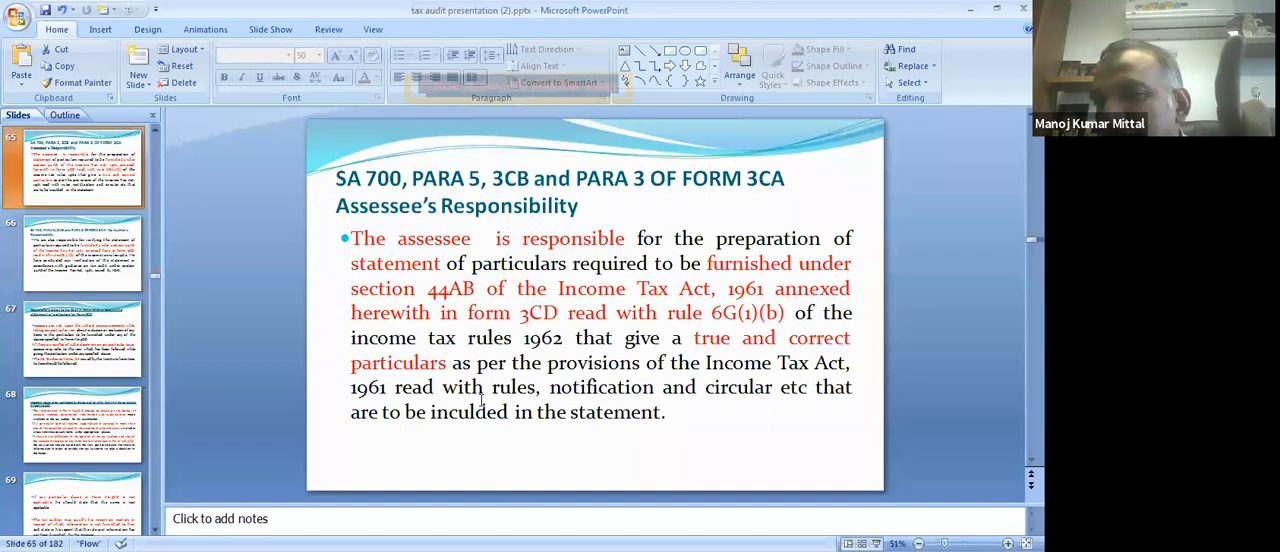 tax audit presentation (2).pptx - Microsoft PowerPoint
Home Insert Design Animations Slide Show Review View
Cut
Copy
Format Painter
Paste
Clipboard
New
Slide
Layout
Reset
Delete
Slides
50
Font
Text Direction
Align Text
Convert to SmartArt
Paragraph
Arrange
Quick
Styles
Shape Fill
Shape Outline
Shape Effects
Drawing
Find
Replace
Select
Editing
Manoj Kumar Mittal
Slides Outline
65
66
67
68
69
SA 700, PARA 5, 3CB and PARA 3 OF FORM 3CA
Assessee's Responsibility
The assessee is responsible for the preparation of
statement of particulars required to be furnished under
section 44AB of the Income Tax Act, 1961 annexed
herewith in form 3CD read with rule 6G(1)(b) of the
income tax rules 1962 that give a true and correct
particulars as per the provisions of the Income Tax Act,
1961 read with rules, notification and circular etc that
are to be inculded in the statement.
Click to add notes
Slide 65 of 182 "Flow" 51%